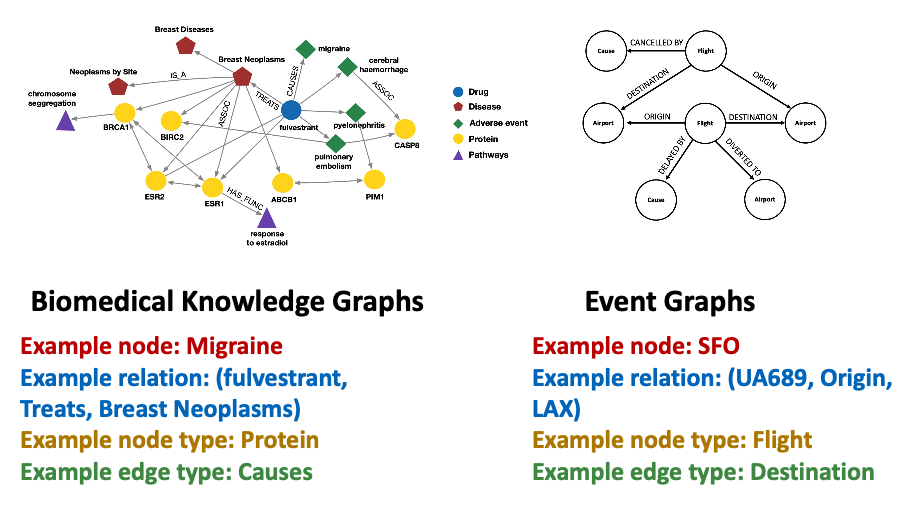 Breast Diseases
migraine
Breast Neoplasms
cerebral
haemorrhage
Neoplasms by Site
IS_A
CAUSES
ASSOC
chromosome
seggregation
TREATS
ASSOC
BRCA1
BIRC2
fulvestrant
pyelonephritis
CASP8
pulmonary
embolism
ESR2
ESR1
HAS_FUNC
ABCB1
PIM1
response
to estradiol
Drug
Disease
Adverse event
Protein
Pathways
Cause
CANCELLED BY
Flight
DESTINATION
ORIGIN
Airport
ORIGIN
Flight
DESTINATION
Airport
DELAYED BY
DIVERTED TO
Cause
Airport
Biomedical Knowledge Graphs
Example node: Migraine
Example relation: (fulvestrant,
Treats, Breast Neoplasms)
Example node type: Protein
Example edge type: Causes
Event Graphs
Example node: SFO
Example relation: (UA689, Origin,
LAX)
Example node type: Flight
Example edge type: Destination